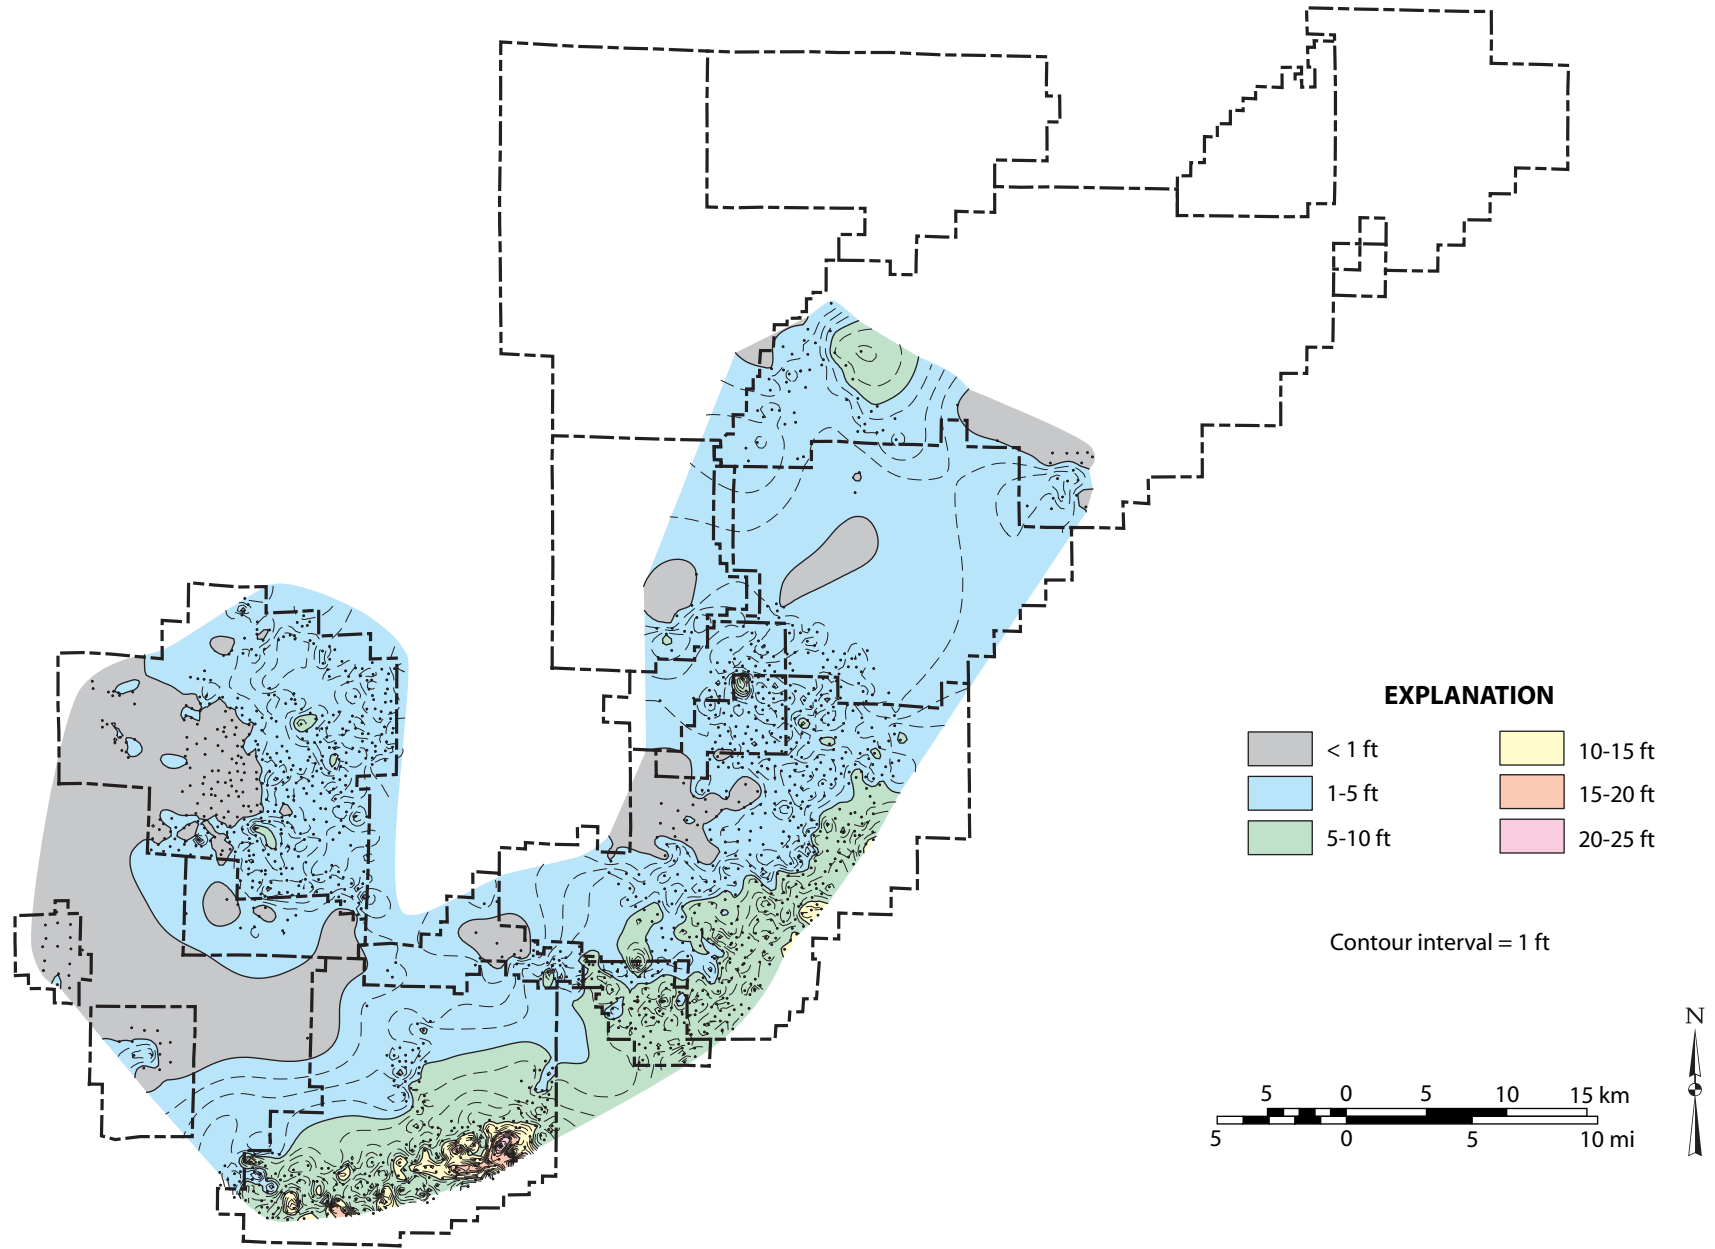 EXPLANATION
< 1 ft
1-5 ft
5-10 ft
10-15 ft
15-20 ft
20-25 ft
Contour interval = 1 ft
N
5 0 5 10 15 km
5 0 5 10 mi